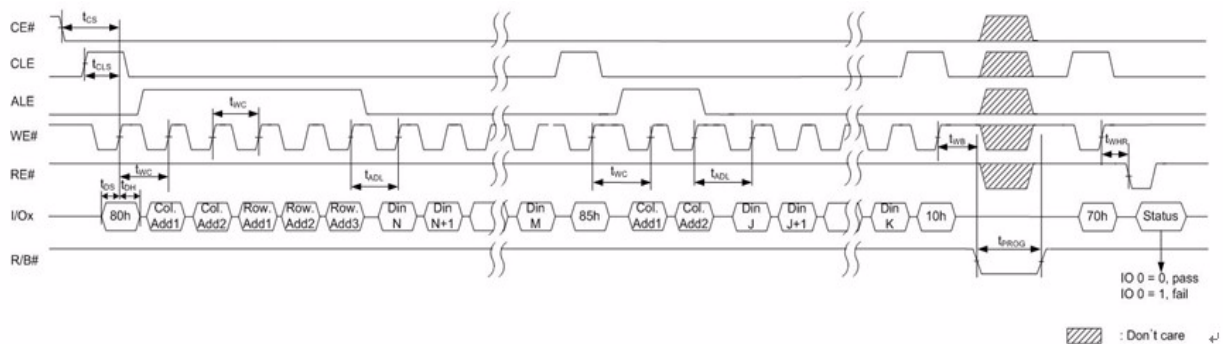 CE#
tCS
CLE
tCLS
ALE
tWC
WE#
tWB
tWHR
RE#
tDS
tDH
tWC
tADL
tWC
tADL
I/Ox
80h
Col. Add1
Col. Add2
Row. Add1
Row. Add2
Row. Add3
Din N
Din N+1
Din M
85h
Col. Add1
Col. Add2
Din J
Din J+1
Din K
10h
70h
Status
R/B#
tPROG
IO 0 = 0, pass
IO 0 = 1, fail
: Don`t care ↵